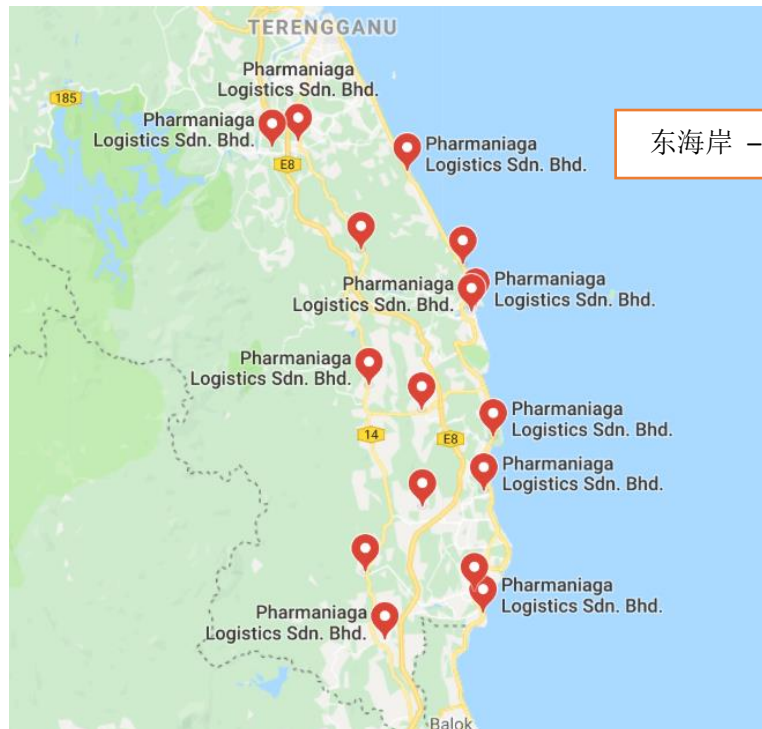 TERENGGANU
Pharmaniaga
Logistics Sdn. Bhd.
185
Pharmaniaga
Logistics Sdn. Bhd.
Pharmaniaga
Logistics Sdn. Bhd.
东海岸 –
E8
Pharmaniaga
Logistics Sdn. Bhd.
Pharmaniaga
Logistics Sdn. Bhd.
Pharmaniaga
Logistics Sdn. Bhd.
Pharmaniaga
Logistics Sdn. Bhd.
14
E8
Pharmaniaga
Logistics Sdn. Bhd.
Pharmaniaga
Logistics Sdn. Bhd.
Pharmaniaga
Logistics Sdn. Bhd.
Balok